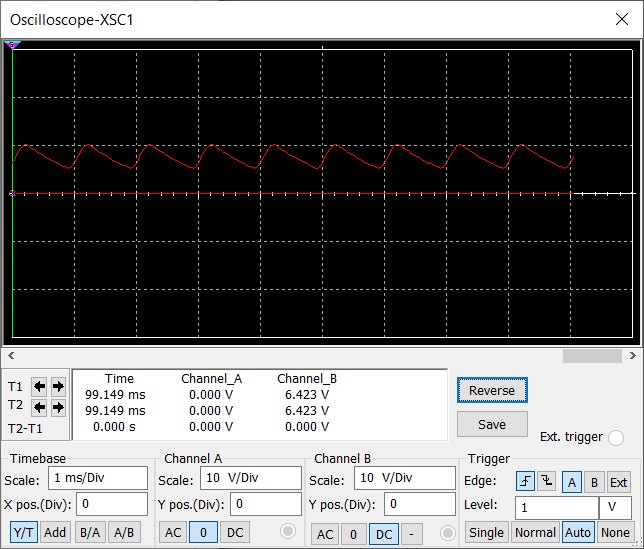 Oscilloscope-XSC1
T1
T2
T2-T1
Time Channel_A Channel_B
99.149 ms 0.000 V 6.423 V
99.149 ms 0.000 V 6.423 V
0.000 s 0.000 V 0.000 V
Reverse
Save
Ext. trigger
Timebase
Scale: 1 ms/Div
X pos.(Div): 0
Y/T Add B/A A/B
Channel A
Scale: 10 V/Div
Y pos.(Div): 0
AC 0 DC
Channel B
Scale: 10 V/Div
Y pos.(Div): 0
AC 0 DC -
Trigger
Edge: A B Ext
Level: 1 V
Single Normal Auto None